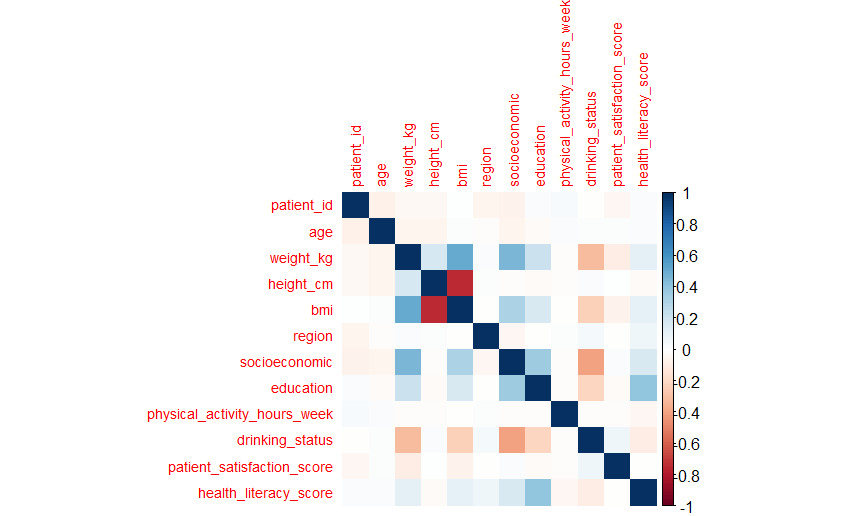 patient_id
age
weight_kg
height_cm
bmi
region
socioeconomic
education
physical_activity_hours_week
drinking_status
patient_satisfaction_score
health_literacy_score
patient_id
age
weight_kg
height_cm
bmi
region
socioeconomic
education
physical_activity_hours_week
drinking_status
patient_satisfaction_score
health_literacy_score
1
0.8
0.6
0.4
0.2
0
-0.2
-0.4
-0.6
-0.8
-1